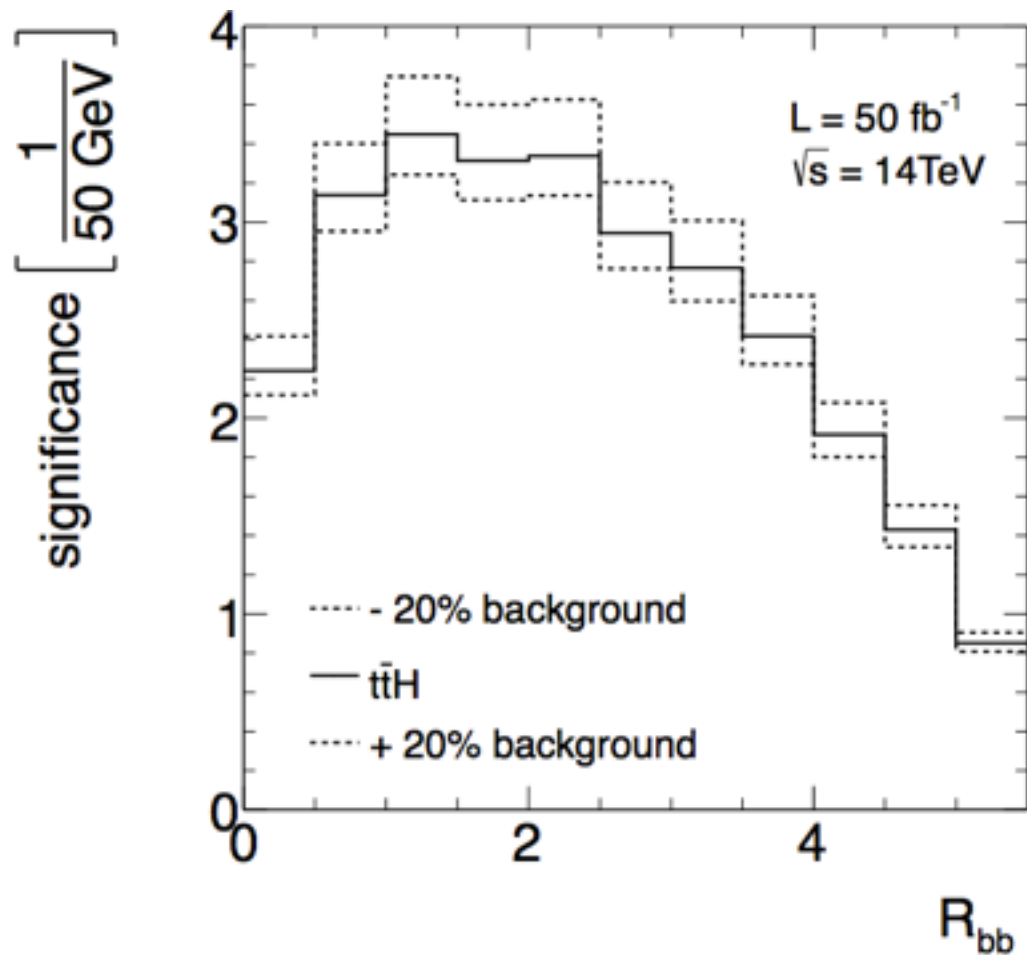 significance [ 1 / 50 GeV ]
4
3
2
1
0
L = 50 fb⁻¹
√s = 14TeV
- 20% background
tt̄H
+ 20% background
0 2 4
R_bb